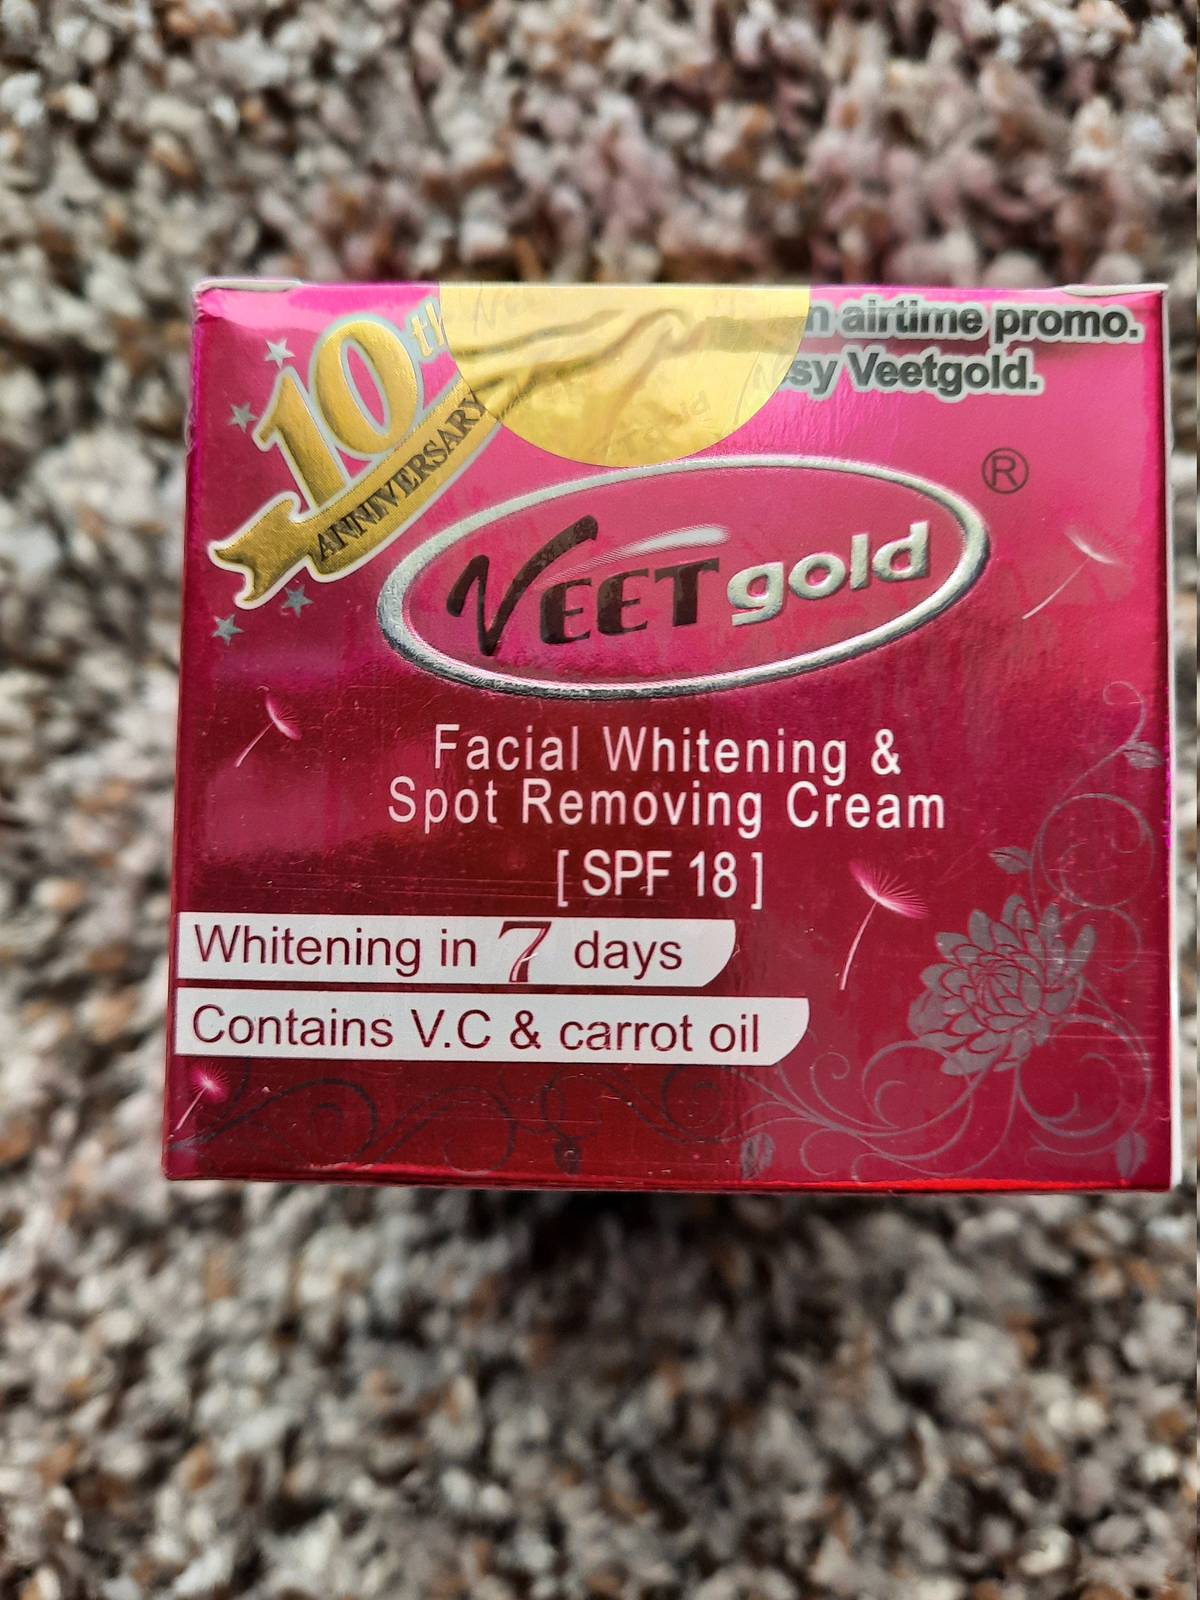 10th
ANNIVERSARY
airtime promo.
Veetgold.
®
VEET gold
Facial Whitening &
Spot Removing Cream
[ SPF 18 ]
Whitening in 7 days
Contains V.C & carrot oil